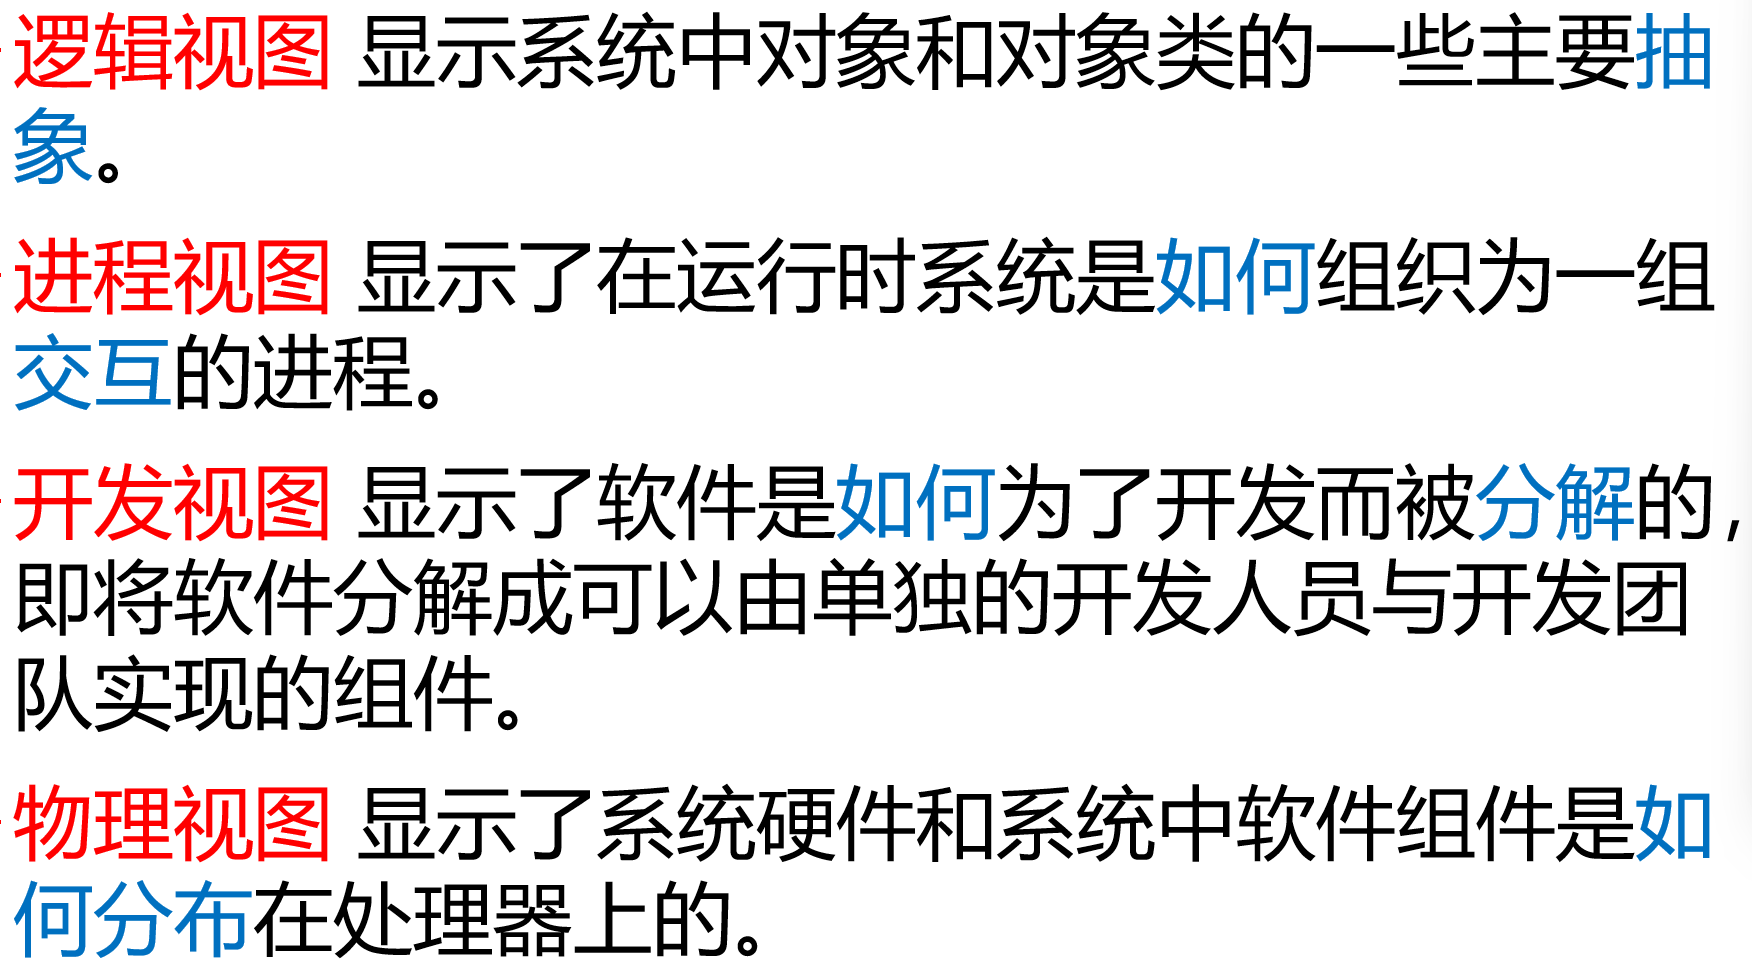 逻辑视图 显示系统中对象和对象类的一些主要抽
象。
进程视图 显示了在运行时系统是如何组织为一组
交互的进程。
开发视图 显示了软件是如何为了开发而被分解的，
即将软件分解成可以由单独的开发人员与开发团
队实现的组件。
物理视图 显示了系统硬件和系统中软件组件是如
何分布在处理器上的。